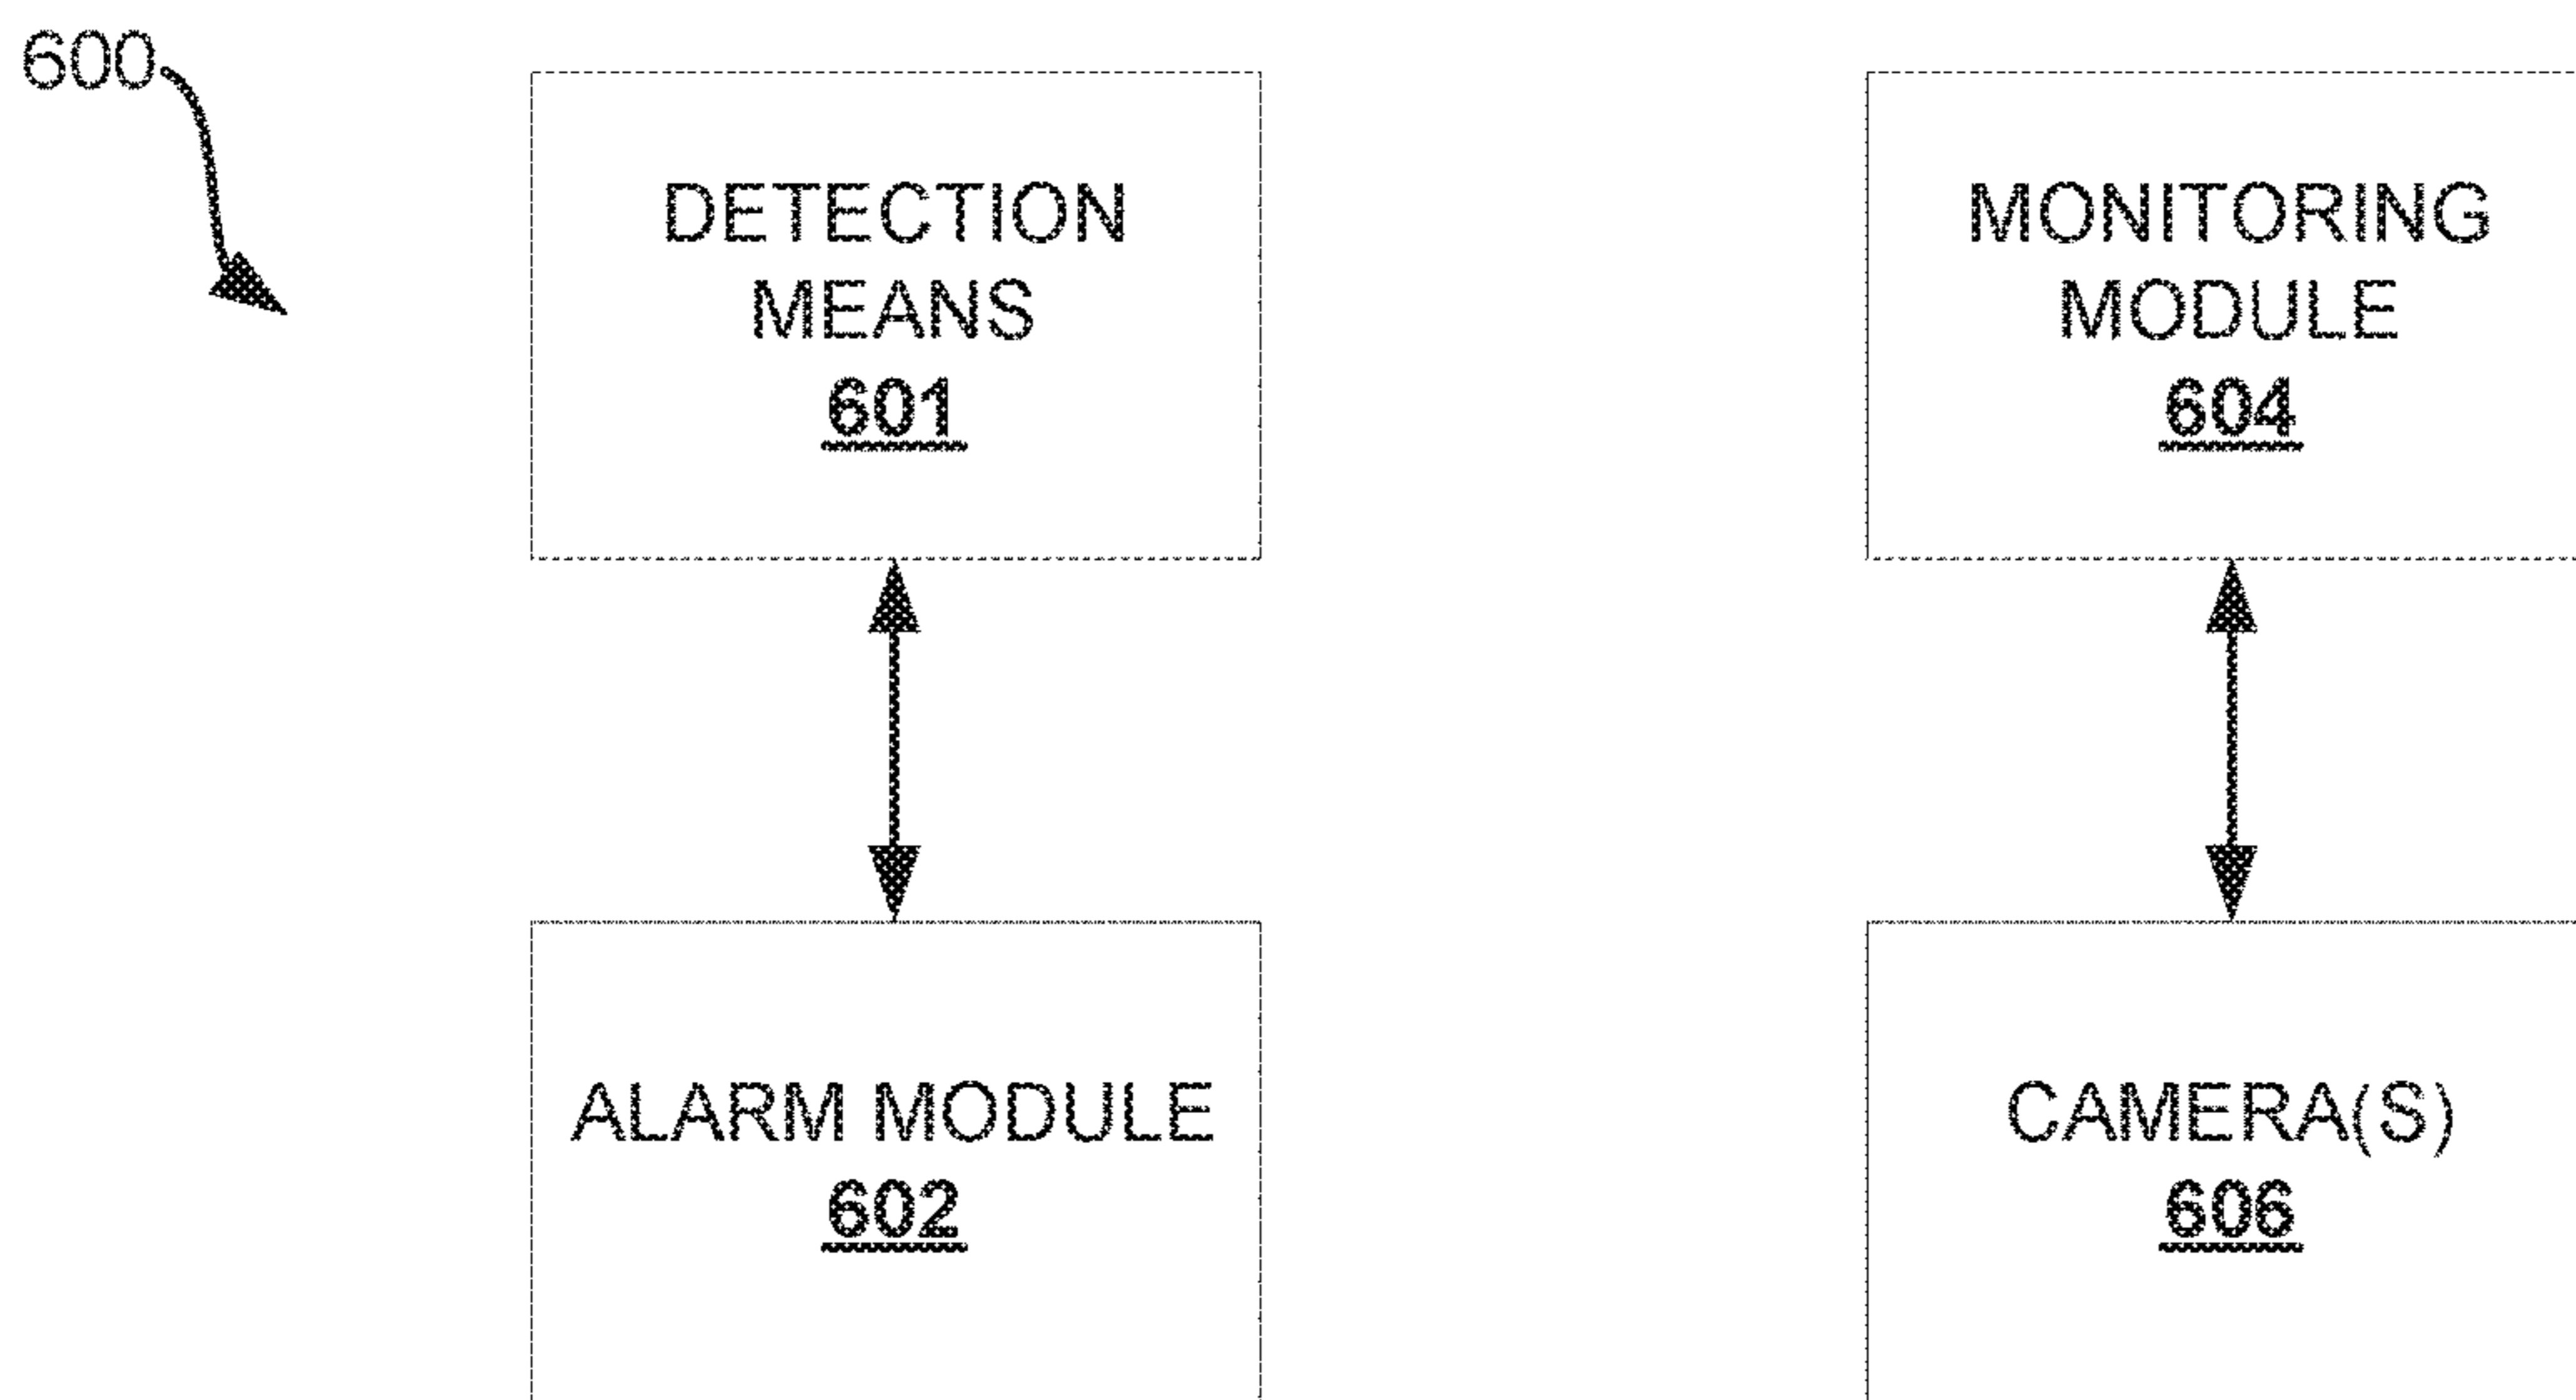 600
DETECTION
MEANS
601
MONITORING
MODULE
604
ALARM MODULE
602
CAMERA(S)
606